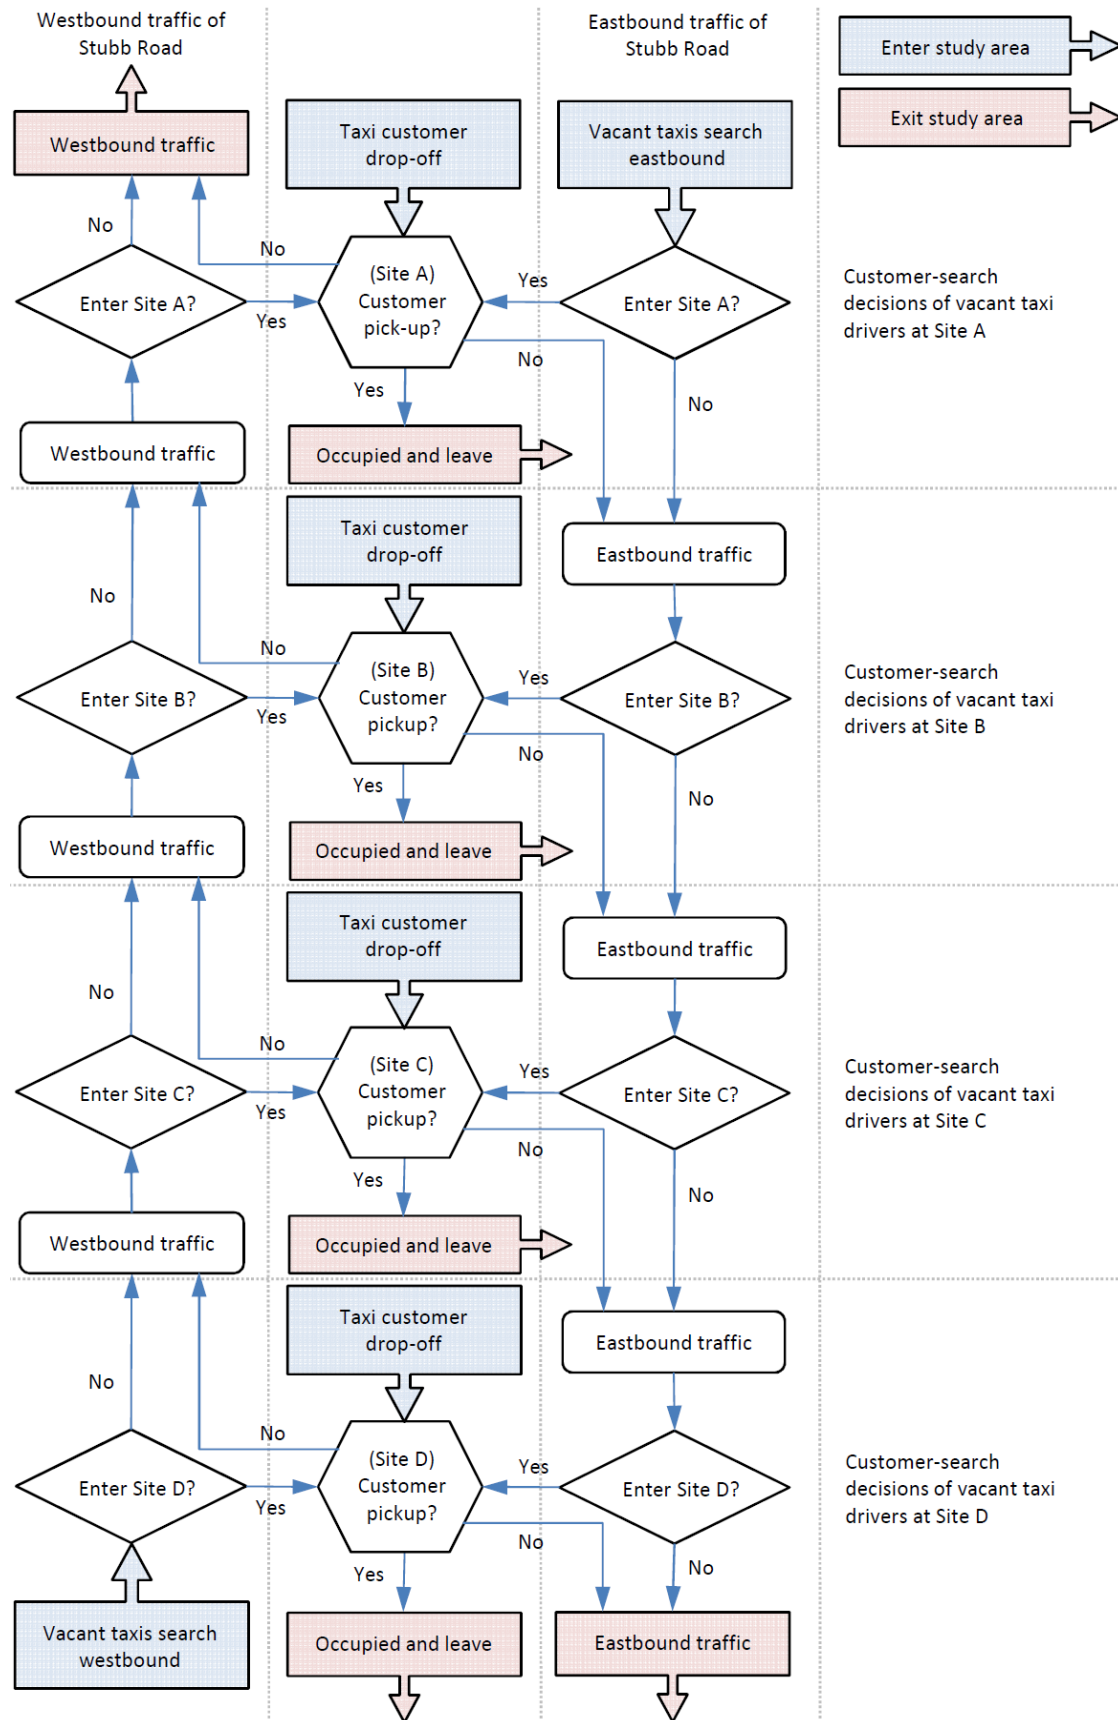 Westbound traffic of
Stubb Road
Eastbound traffic of
Stubb Road
Enter study area
Exit study area
Westbound traffic
Taxi customer
drop-off
Vacant taxis search
eastbound
No
No
Enter Site A?
Yes
(Site A)
Customer
pick-up?
Yes
Enter Site A?
Customer-search
decisions of vacant taxi
drivers at Site A
No
Yes
No
Westbound traffic
Occupied and leave
Taxi customer
drop-off
Eastbound traffic
No
No
Enter Site B?
Yes
(Site B)
Customer
pickup?
Yes
Enter Site B?
Customer-search
decisions of vacant taxi
drivers at Site B
No
Yes
No
Westbound traffic
Occupied and leave
Taxi customer
drop-off
Eastbound traffic
No
No
Enter Site C?
Yes
(Site C)
Customer
pickup?
Yes
Enter Site C?
Customer-search
decisions of vacant taxi
drivers at Site C
No
Yes
No
Westbound traffic
Occupied and leave
Taxi customer
drop-off
Eastbound traffic
No
No
Enter Site D?
Yes
(Site D)
Customer
pickup?
Yes
Enter Site D?
Customer-search
decisions of vacant taxi
drivers at Site D
No
Yes
No
Vacant taxis search
westbound
Occupied and leave
Eastbound traffic